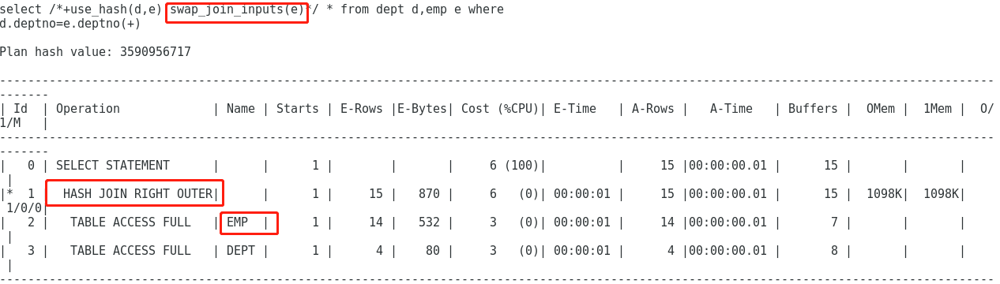 select /*+use_hash(d,e) swap_join_inputs(e)*/ * from dept d,emp e where
d.deptno=e.deptno(+)
Plan hash value: 3590956717
--------------------------------------------------------------------------------------------------------------------------------------------
-------
| Id  | Operation             | Name | Starts | E-Rows |E-Bytes| Cost (%CPU)| E-Time   | A-Rows |   A-Time   | Buffers |  OMem |  1Mem |  O/
1/M   |
--------------------------------------------------------------------------------------------------------------------------------------------
-------
|   0 | SELECT STATEMENT      |      |      1 |        |       |     6 (100)|          |     15 |00:00:00.01 |      15 |       |       |
 |
|*  1 |  HASH JOIN RIGHT OUTER|      |      1 |     15 |   870 |     6   (0)| 00:00:01 |     15 |00:00:00.01 |      15 |  1098K|  1098K|
 1/0/0|
|   2 |   TABLE ACCESS FULL   | EMP  |      1 |     14 |   532 |     3   (0)| 00:00:01 |     14 |00:00:00.01 |       7 |       |       |
 |
|   3 |   TABLE ACCESS FULL   | DEPT |      1 |      4 |    80 |     3   (0)| 00:00:01 |      4 |00:00:00.01 |       8 |       |       |
 |
--------------------------------------------------------------------------------------------------------------------------------------------